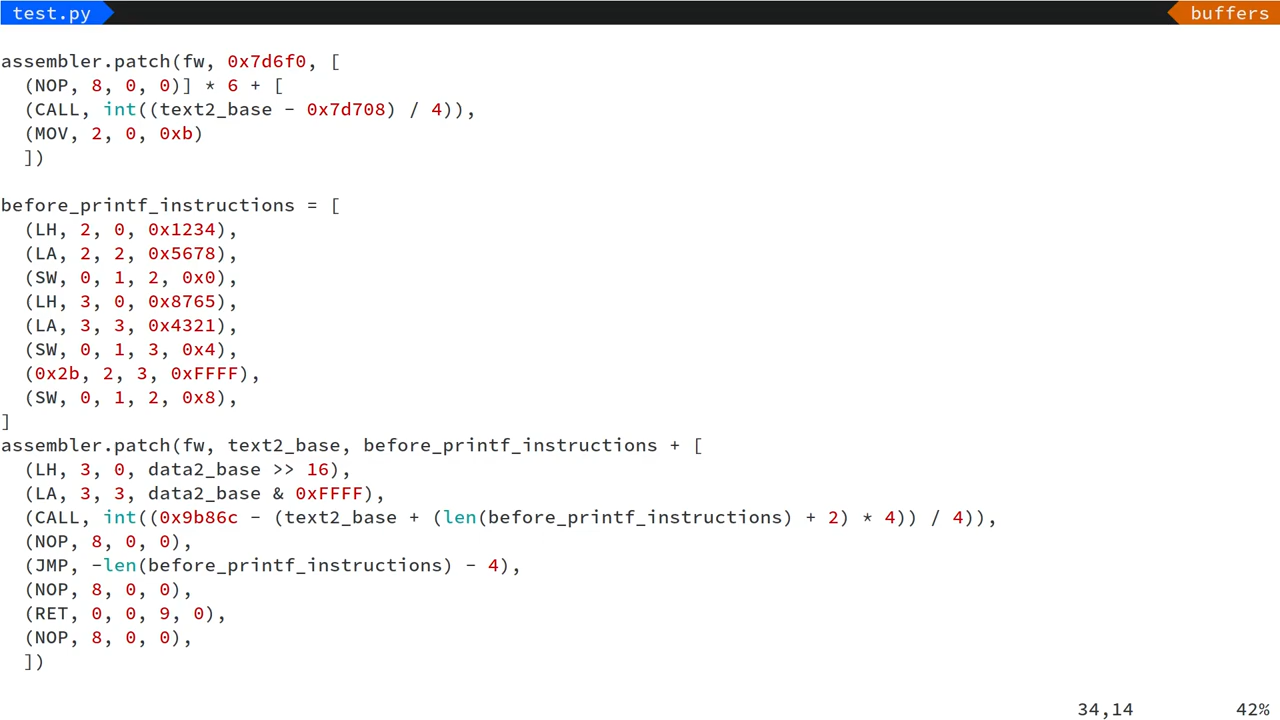 test.py
buffers
assembler.patch(fw, 0x7d6f0, [
  (NOP, 8, 0, 0)] * 6 + [
  (CALL, int((text2_base - 0x7d708) / 4)),
  (MOV, 2, 0, 0xb)
  ])
before_printf_instructions = [
  (LH, 2, 0, 0x1234),
  (LA, 2, 2, 0x5678),
  (SW, 0, 1, 2, 0x0),
  (LH, 3, 0, 0x8765),
  (LA, 3, 3, 0x4321),
  (SW, 0, 1, 3, 0x4),
  (0x2b, 2, 3, 0xFFFF),
  (SW, 0, 1, 2, 0x8),
]
assembler.patch(fw, text2_base, before_printf_instructions + [
  (LH, 3, 0, data2_base >> 16),
  (LA, 3, 3, data2_base & 0xFFFF),
  (CALL, int((0x9b86c - (text2_base + (len(before_printf_instructions) + 2) * 4)) / 4)),
  (NOP, 8, 0, 0),
  (JMP, -len(before_printf_instructions) - 4),
  (NOP, 8, 0, 0),
  (RET, 0, 0, 9, 0),
  (NOP, 8, 0, 0),
  ])
34,14
42%